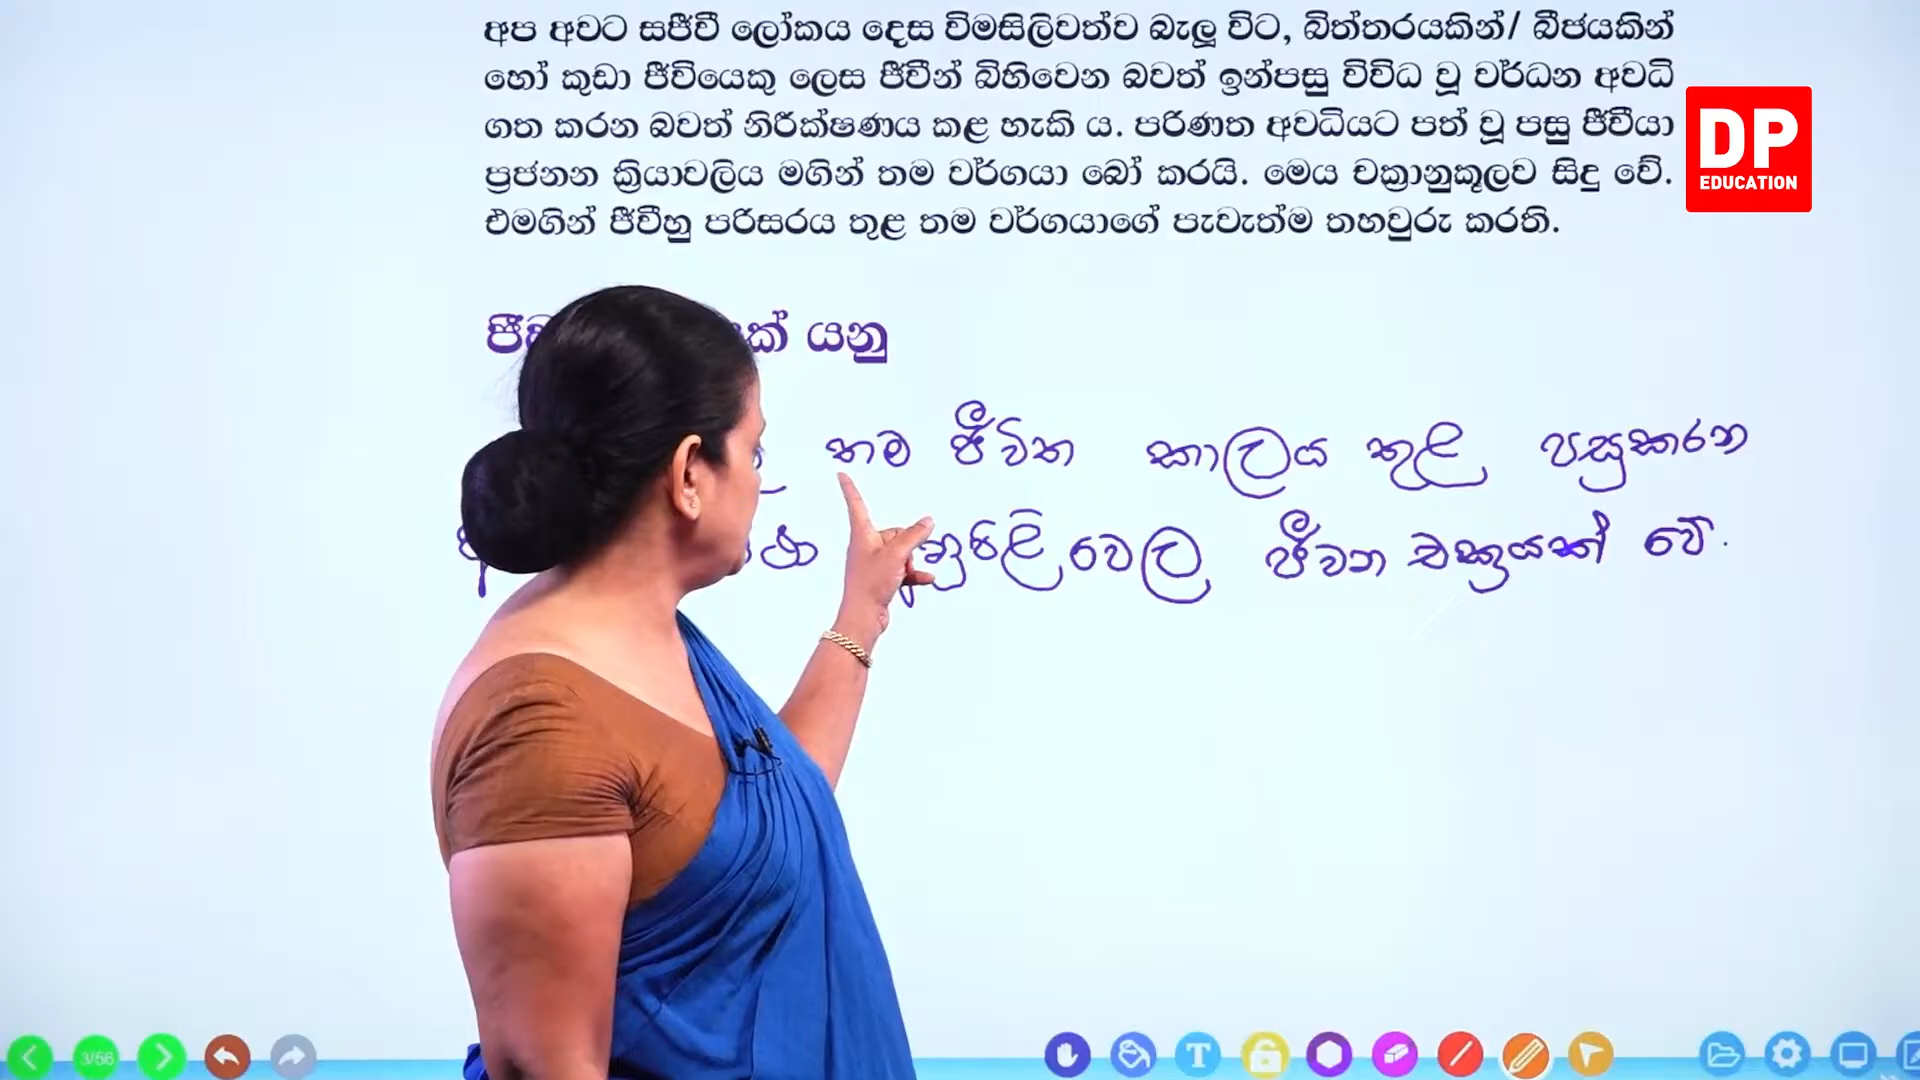 අප අවට සජීවී ලෝකය දෙස විමසිලිවත්ව බැලූ විට, බිත්තරයකින්/ බීජයකින්
හෝ කුඩා ජීවියෙකු ලෙස ජීවීන් බිහිවෙන බවත් ඉන්පසු විවිධ වූ වර්ධන අවධි
ගත කරන බවත් නිරීක්ෂණය කළ හැකි ය. පරිණත අවධියට පත් වූ පසු ජීවියා
ප්‍රජනන ක්‍රියාවලිය මගින් තම වර්ගයා බෝ කරයි. මෙය චක්‍රානුකූලව සිදු වේ.
එමගින් ජීවීහු පරිසරය තුළ තම වර්ගයාගේ පැවැත්ම තහවුරු කරති.
DP
EDUCATION
යනු
තම ජීවිත කාලය තුළ පසුකරන
ජීවන චක්‍රයක් වේ.
3/56
T